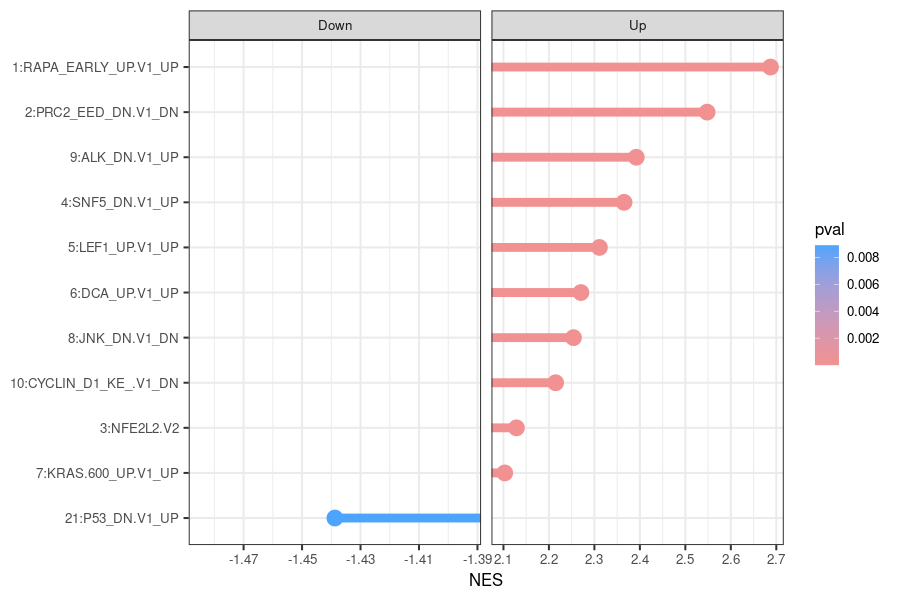 Down
Up
1:RAPA_EARLY_UP.V1_UP
2:PRC2_EED_DN.V1_DN
9:ALK_DN.V1_UP
4:SNF5_DN.V1_UP
5:LEF1_UP.V1_UP
6:DCA_UP.V1_UP
8:JNK_DN.V1_DN
10:CYCLIN_D1_KE_.V1_DN
3:NFE2L2.V2
7:KRAS.600_UP.V1_UP
21:P53_DN.V1_UP
-1.47 -1.45 -1.43 -1.41 -1.39
2.1 2.2 2.3 2.4 2.5 2.6 2.7
NES
pval
0.008
0.006
0.004
0.002